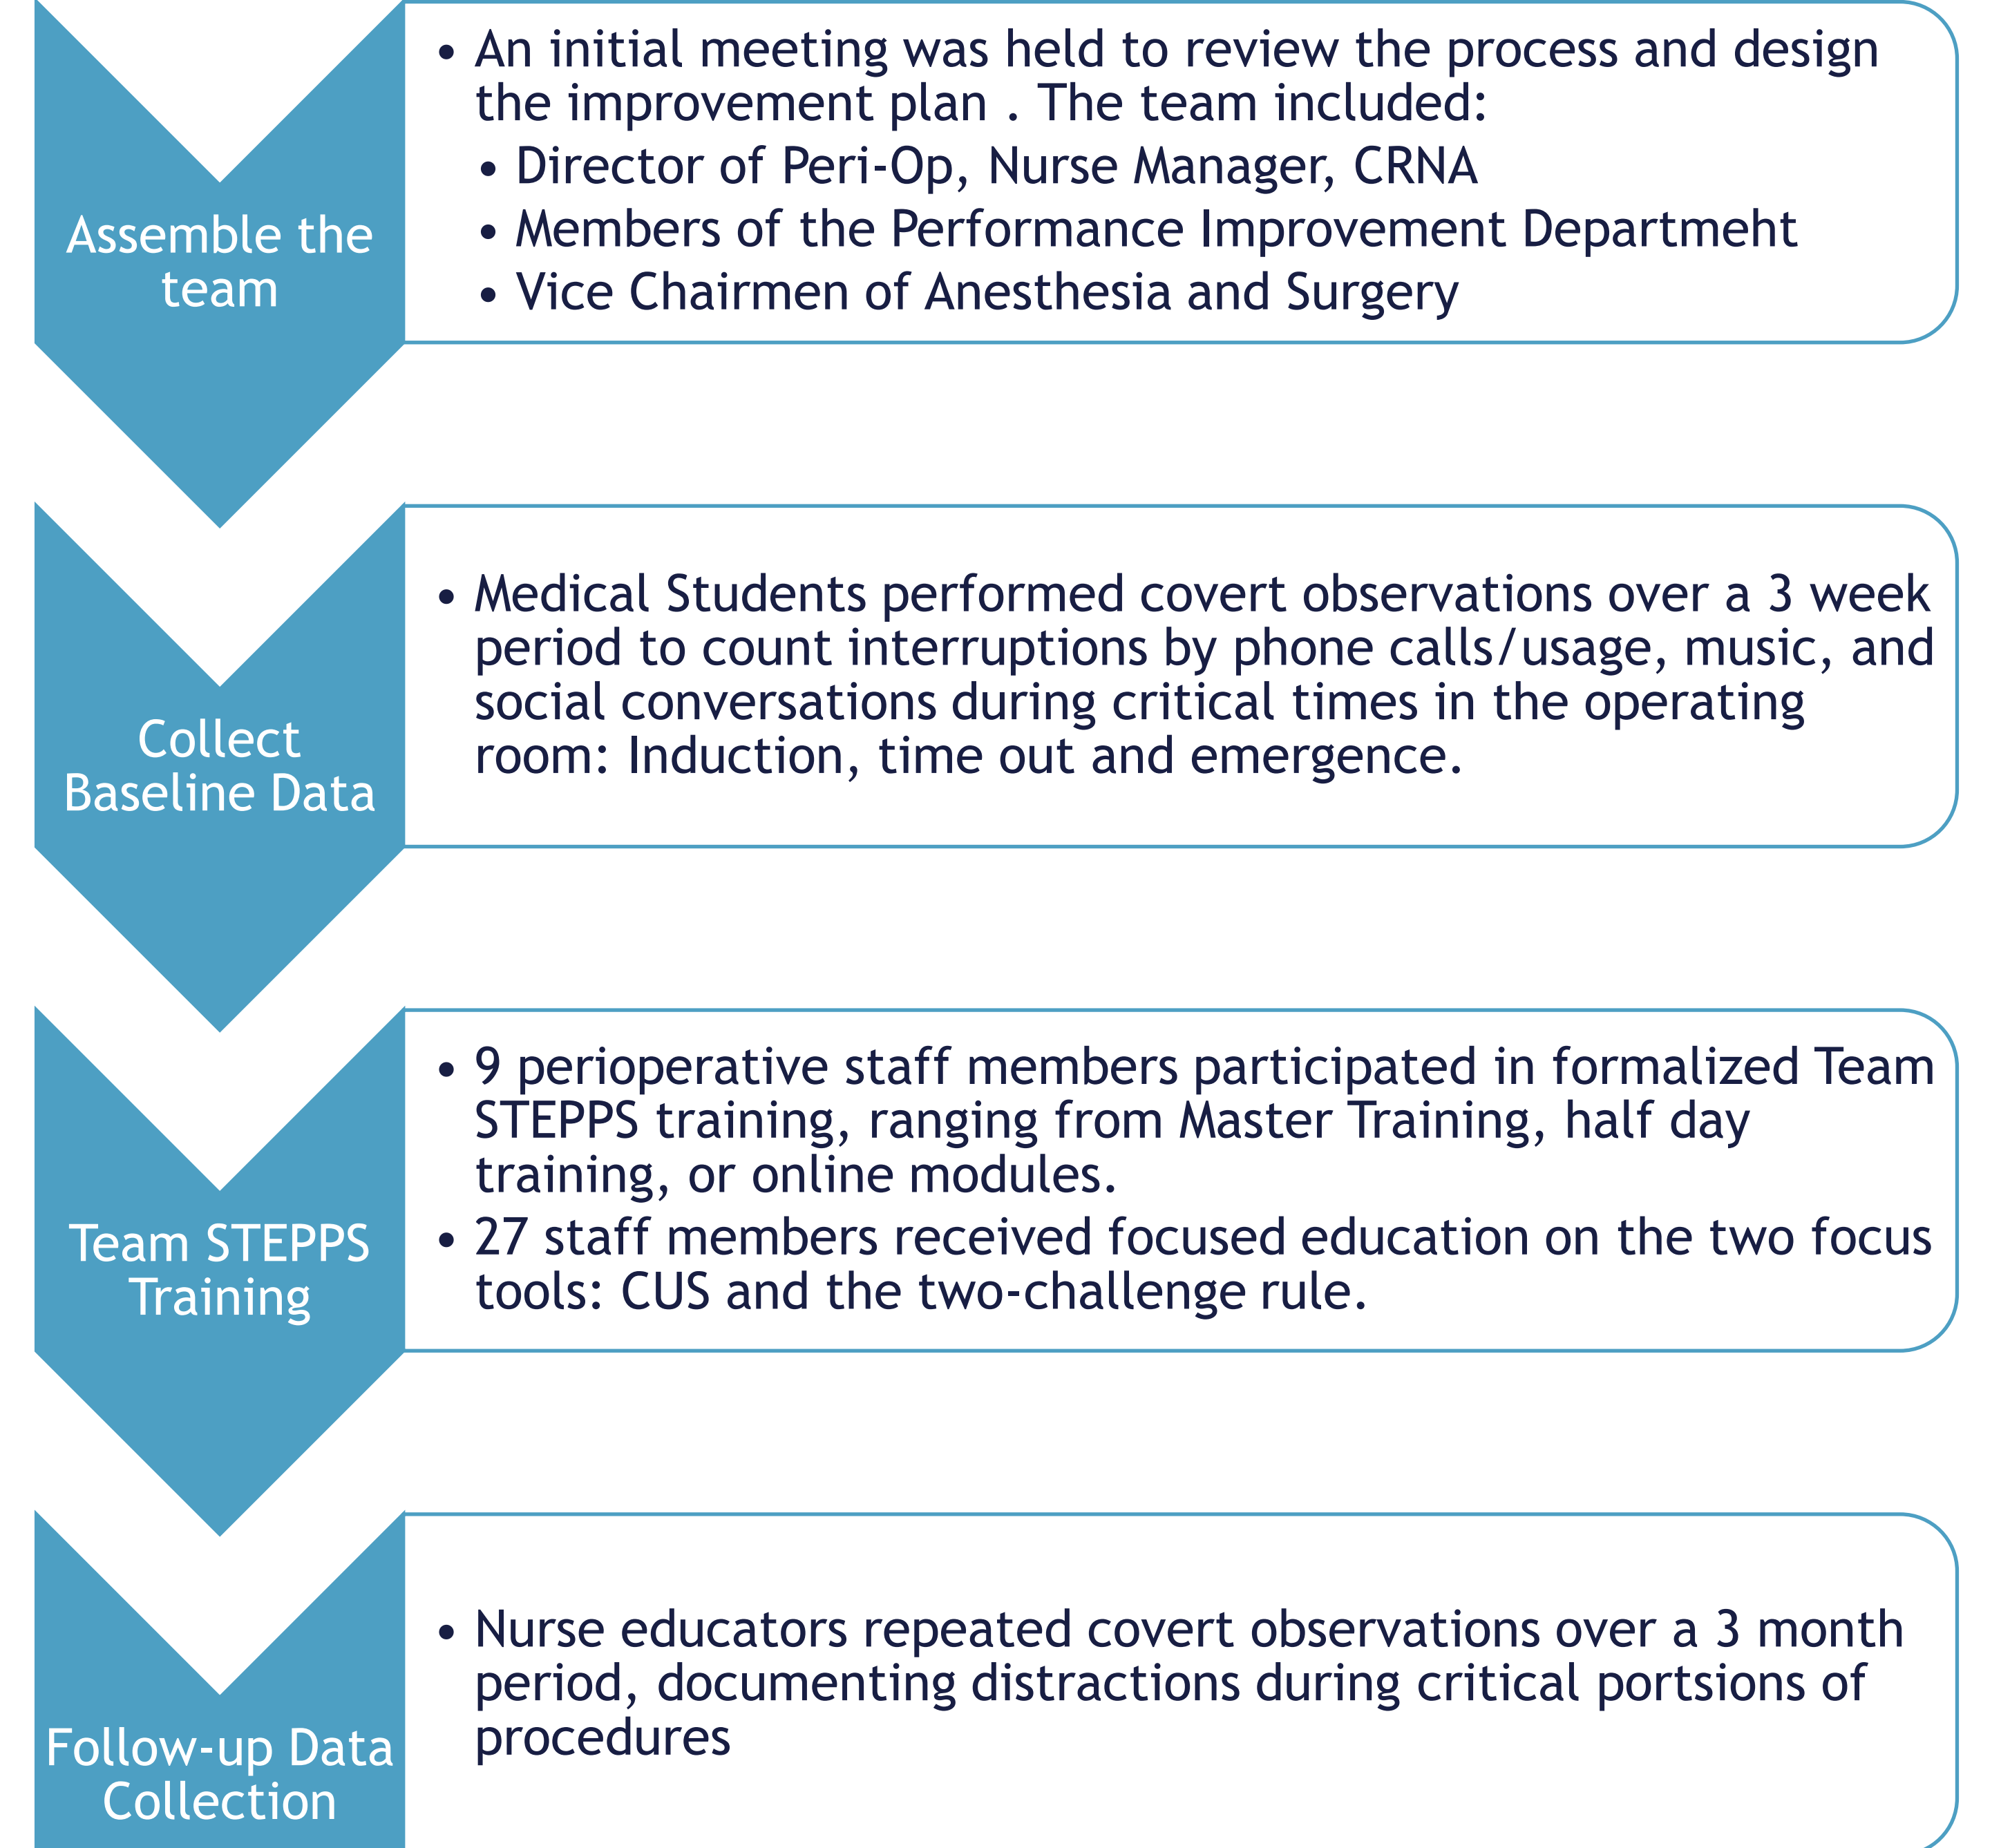 Assemble the
team
• An initial meeting was held to review the process and design
the improvement plan . The team included:
• Director of Peri-Op, Nurse Manager, CRNA
• Members of the Performance Improvement Departmeht
• Vice Chairmen of Anesthesia and Surgery
Collect
Baseline Data
• Medical Students performed covert observations over a 3 week
period to count interruptions by phone calls/usage, music, and
social conversations during critical times in the operating
room: Induction, time out and emergence.
Team STEPPS
Training
• 9 perioperative staff members participated in formalized Team
STEPPS training, ranging from Master Training, half day
training, or online modules.
• 27 staff members received focused education on the two focus
tools: CUS and the two-challenge rule.
Follow-up Data
Collection
• Nurse educators repeated covert observations over a 3 month
period, documenting distractions during critical portsions of
procedures